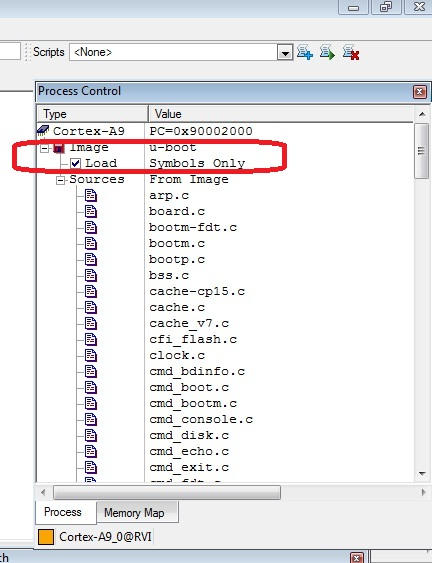 Scripts <None>
Process Control
Type Value
Cortex-A9 PC=0x90002000
Image u-boot
Load Symbols Only
Sources From Image
arp.c
board.c
bootm-fdt.c
bootm.c
bootp.c
bss.c
cache-cp15.c
cache.c
cache_v7.c
cfi_flash.c
clock.c
cmd_bdinfo.c
cmd_boot.c
cmd_bootm.c
cmd_console.c
cmd_disk.c
cmd_echo.c
cmd_exit.c
cmd_fdt.c
Process Memory Map
Cortex-A9_0@RVI
th